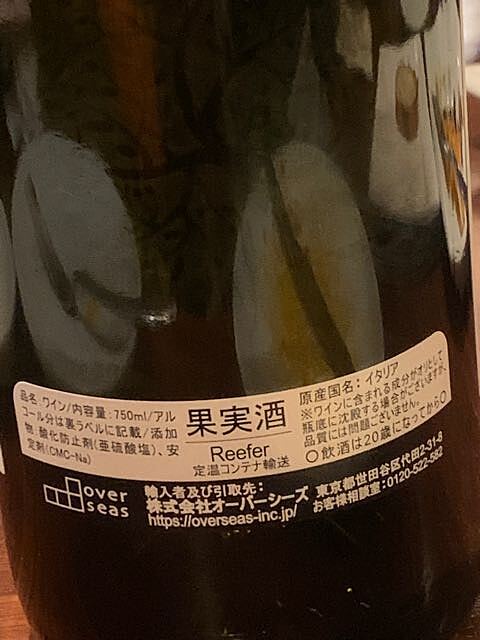 品名:ワイン/内容量:750ml/アル
コール分は裏ラベルに記載/添加
物:酸化防止剤(亜硫酸塩)、安
定剤(CMC-Na)
果実酒
Reefer
定温コンテナ輸送
原産国名:イタリア
※ワインに含まれる成分がオリとして、
瓶底に沈殿する場合がございますが、
品質には問題ございません。
○飲酒は20歳になってから○
over
seas
輸入者及び引取先:
株式会社オーバーシーズ
https://overseas-inc.jp/
東京都世田谷区代田2-31-8
お客様相談室:0120-522-582